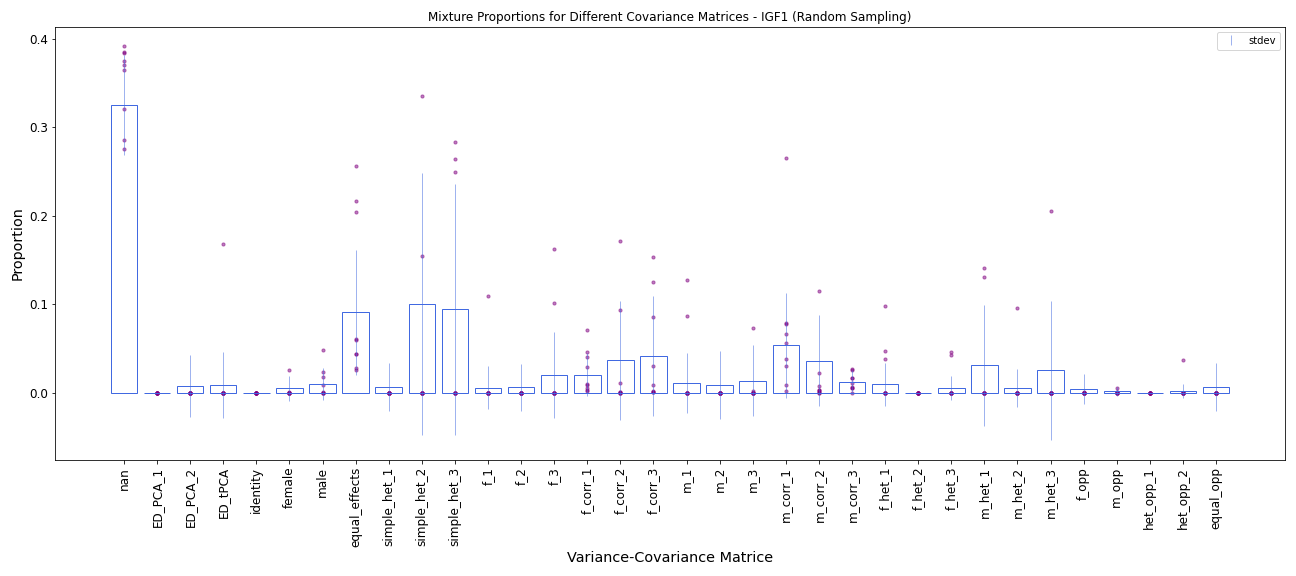 Mixture Proportions for Different Covariance Matrices - IGF1 (Random Sampling)
stdev
Proportion
0.4
0.3
0.2
0.1
0.0
nan
ED_PCA_1
ED_PCA_2
ED_tPCA
identity
female
male
equal_effects
simple_het_1
simple_het_2
simple_het_3
f_1
f_2
f_3
f_corr_1
f_corr_2
f_corr_3
m_1
m_2
m_3
m_corr_1
m_corr_2
m_corr_3
f_het_1
f_het_2
f_het_3
m_het_1
m_het_2
m_het_3
f_opp
m_opp
het_opp_1
het_opp_2
equal_opp
Variance-Covariance Matrice